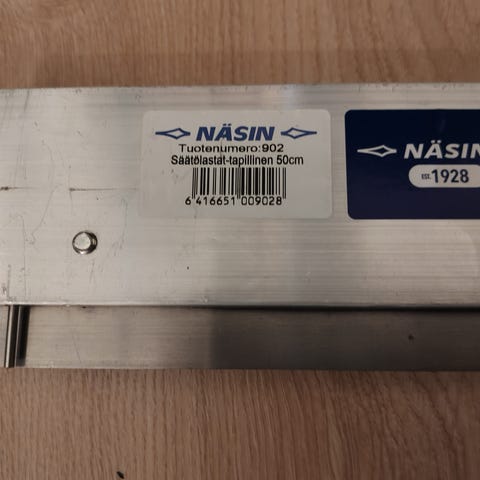 NÄSIN
Tuotenumero:902
Säätölastat-tapillinen 50cm
6 416651 009028
NÄSIN
EST. 1928